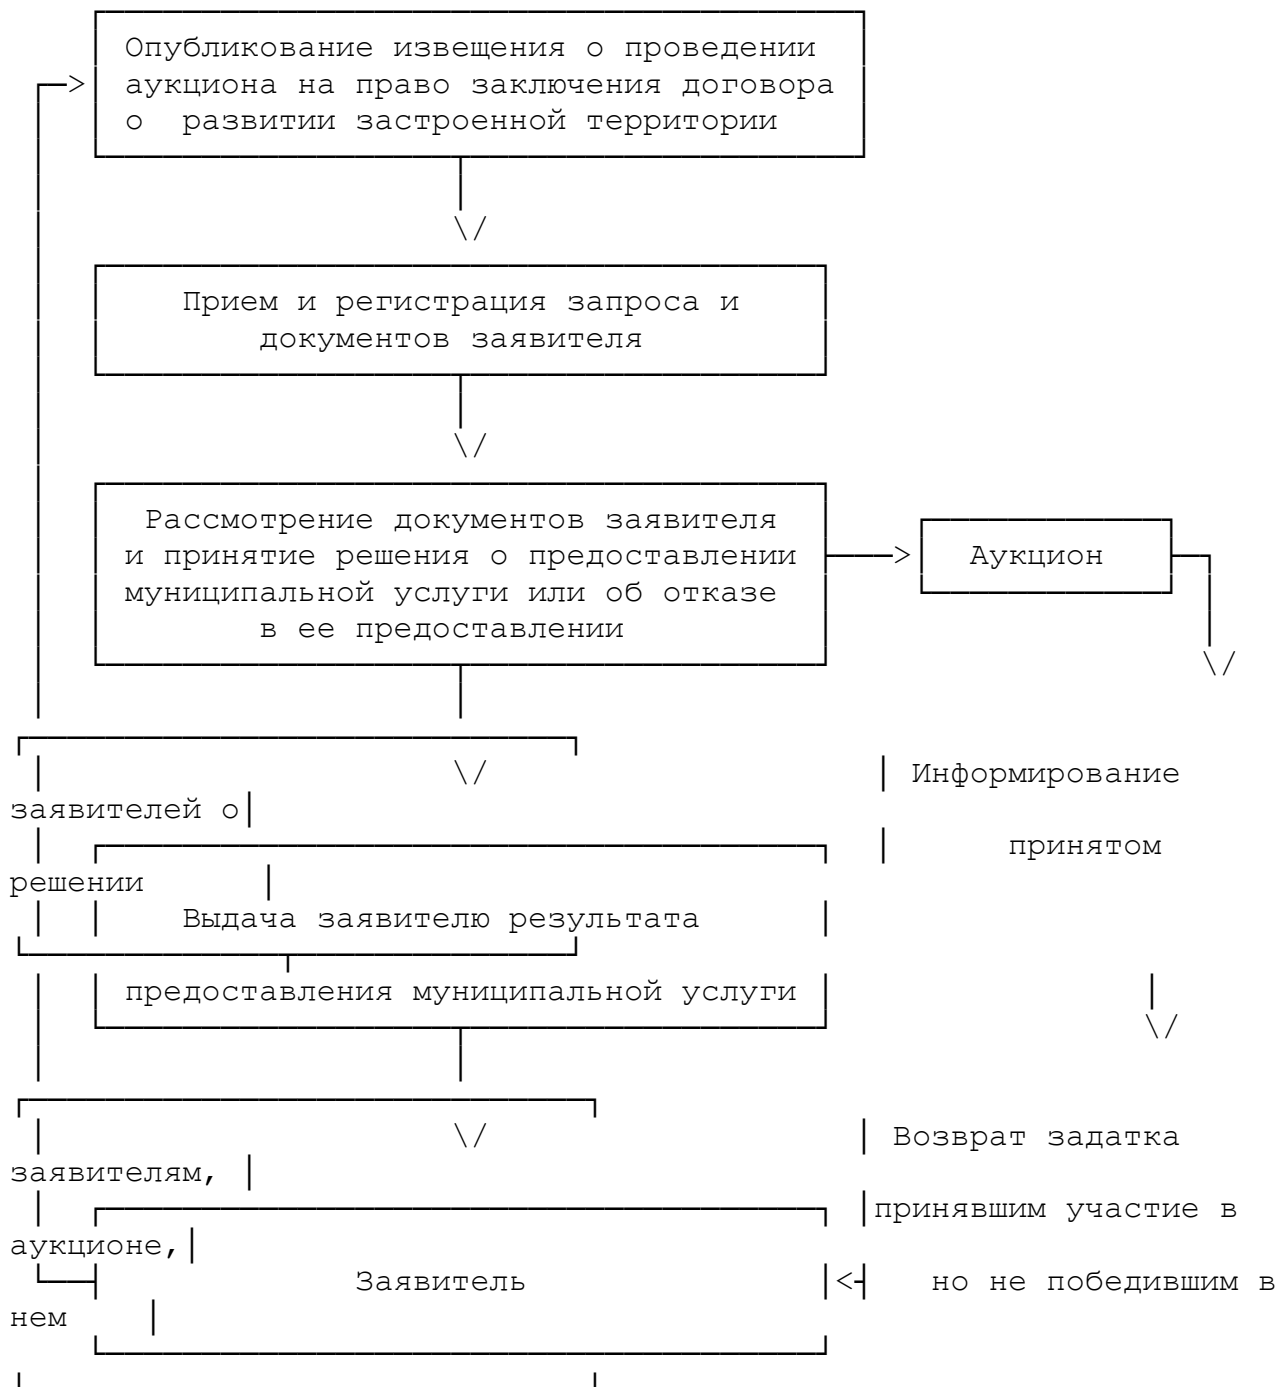 Опубликование извещения о проведении
аукциона на право заключения договора
о развитии застроенной территории
Прием и регистрация запроса и
документов заявителя
Рассмотрение документов заявителя
и принятие решения о предоставлении
Аукцион
муниципальной услуги или об отказе
в ее предоставлении
Информирование
заявителей о
принятом
решении
Выдача заявителю результата
предоставления муниципальной услуги
Возврат задатка
заявителям,
принявшим участие в
аукционе,
Заявитель
но не победившим в
нем